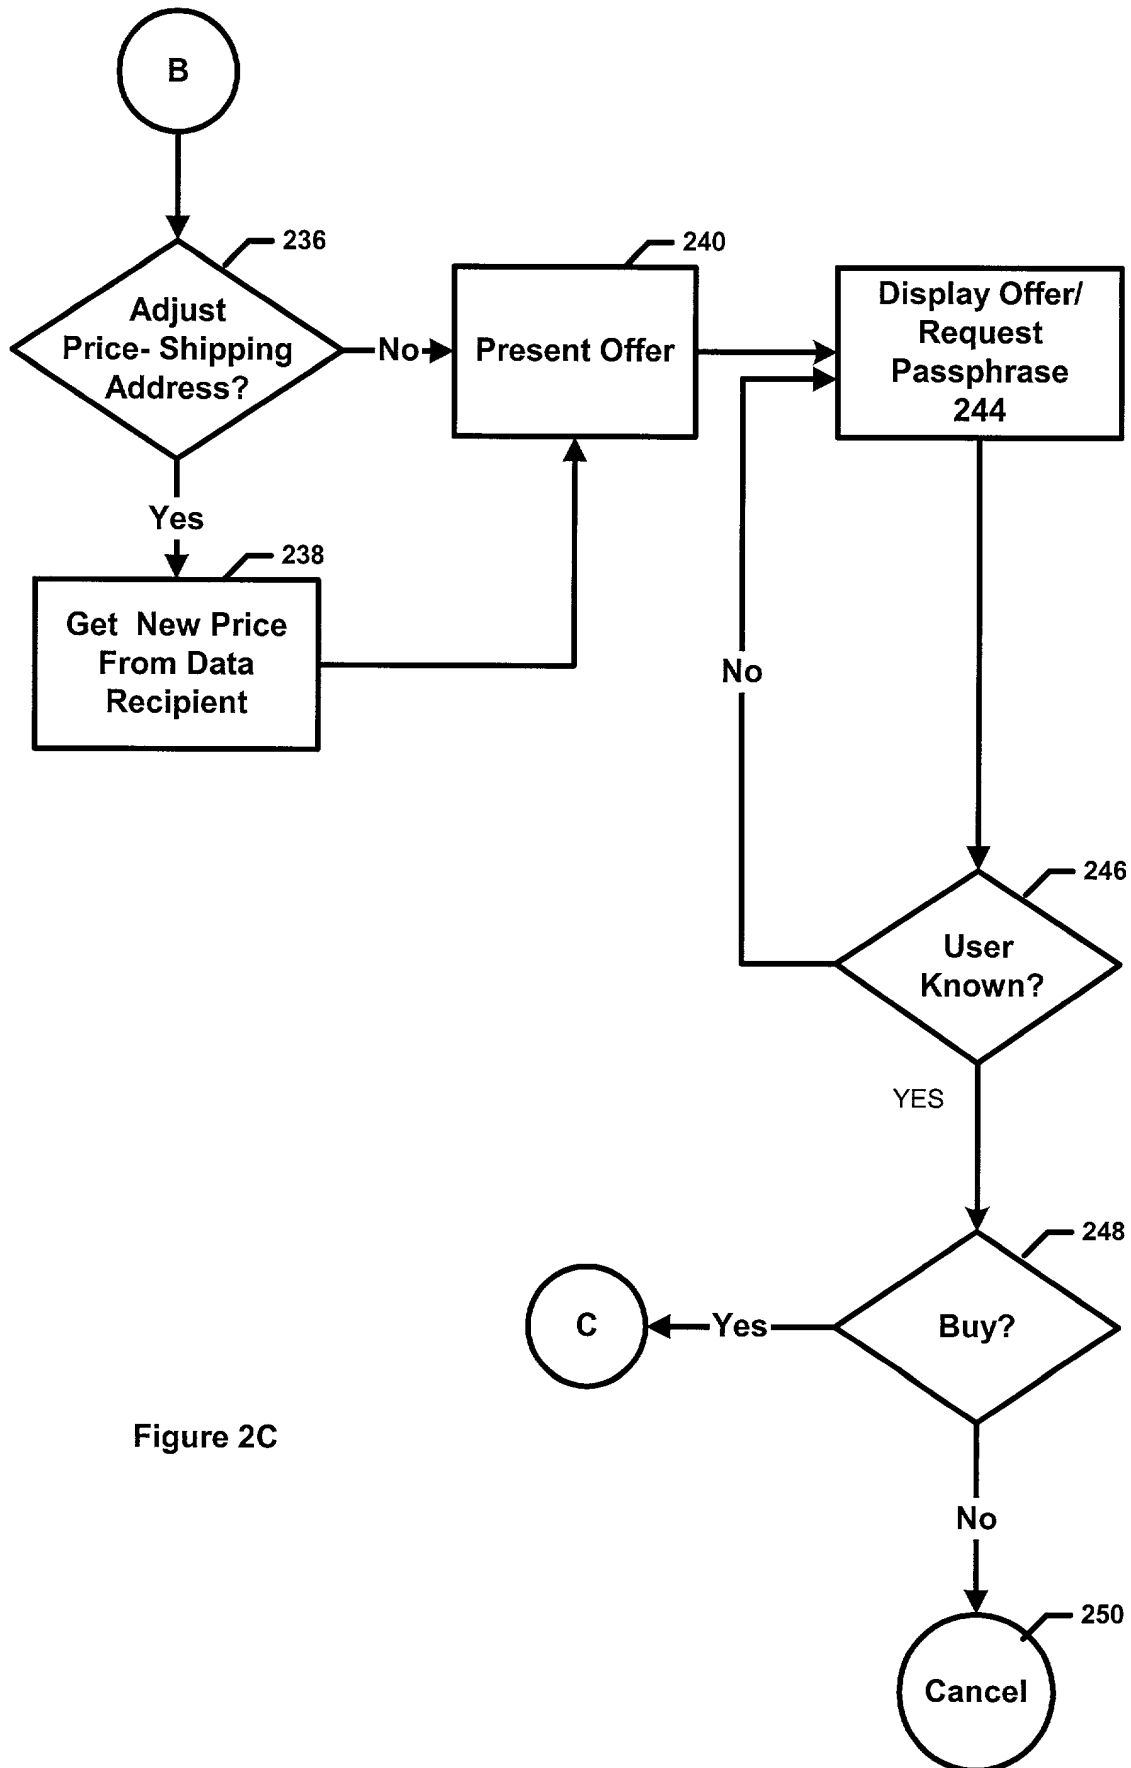 B
236
Adjust
Price- Shipping
Address?
No
240
Present Offer
Display Offer/
Request
Passphrase
244
Yes
238
Get New Price
From Data
Recipient
No
246
User
Known?
YES
248
Buy?
Yes
C
Figure 2C
No
250
Cancel